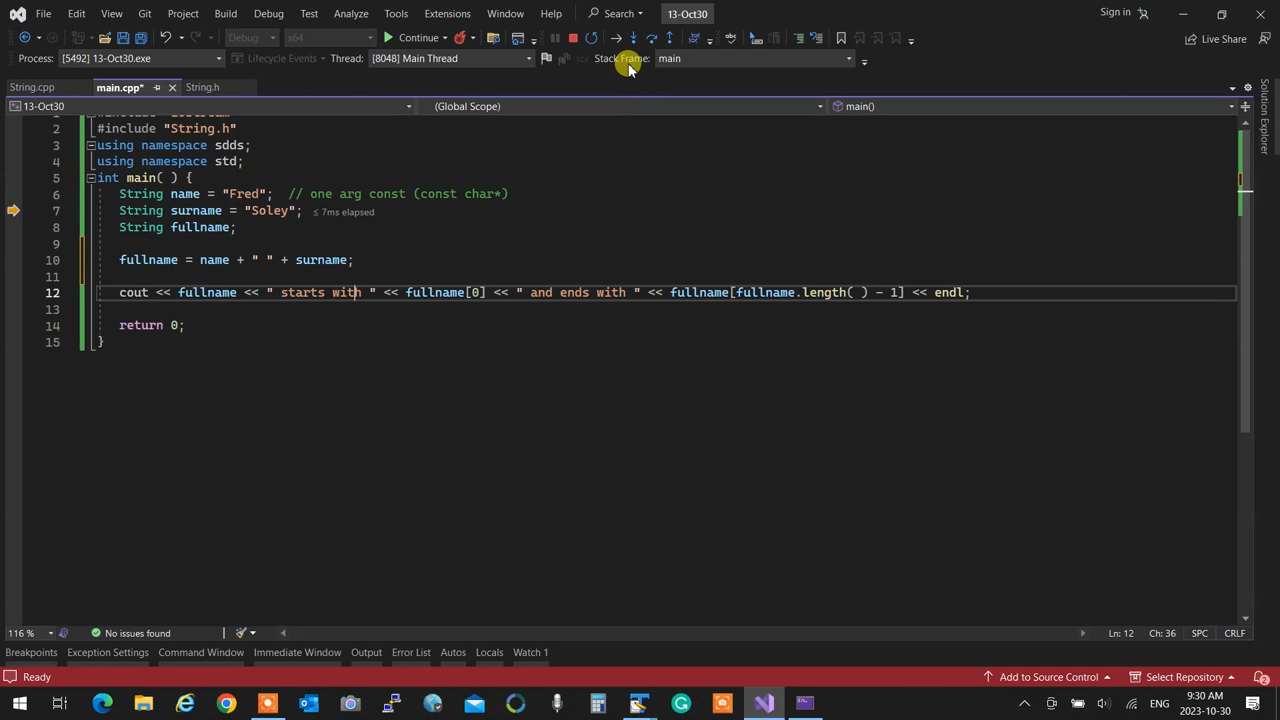 File Edit View Git Project Build Debug Test Analyze Tools Extensions Window Help Search 13-Oct30 Sign in
Debug x64 Continue Live Share
Process: [5492] 13-Oct30.exe Lifecycle Events Thread: [8048] Main Thread Stack Frame: main
String.cpp main.cpp* String.h
13-Oct30 (Global Scope) main()
Solution Explorer
2 #include "String.h"
3 using namespace sdds;
4 using namespace std;
5 int main( ) {
6 String name = "Fred"; // one arg const (const char*)
7 String surname = "Soley"; ≤ 7ms elapsed
8 String fullname;
9
10 fullname = name + " " + surname;
11
12 cout << fullname << " starts with " << fullname[0] << " and ends with " << fullname[fullname.length( ) - 1] << endl;
13
14 return 0;
15 }
116 % No issues found Ln: 12 Ch: 36 SPC CRLF
Breakpoints Exception Settings Command Window Immediate Window Output Error List Autos Locals Watch 1
Ready Add to Source Control Select Repository 2
ENG 9:30 AM
2023-10-30